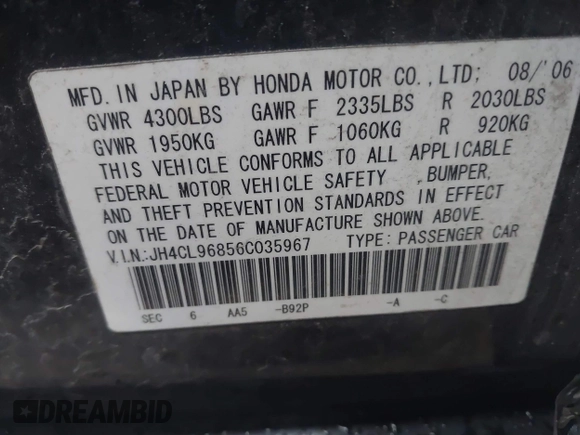 MFD. IN JAPAN BY HONDA MOTOR CO.,LTD; 08/'06
GVWR 4300LBS GAWR F 2335LBS R 2030LBS
GVWR 1950KG GAWR F 1060KG R 920KG
THIS VEHICLE CONFORMS TO ALL APPLICABLE
FEDERAL MOTOR VEHICLE SAFETY ,BUMPER,
AND THEFT PREVENTION STANDARDS IN EFFECT
ON THE DATE OF MANUFACTURE SHOWN ABOVE.
V.I.N.:JH4CL96856C035967 TYPE: PASSENGER CAR
SEC 6 AA5 -B92P -A -C
DREAMBID